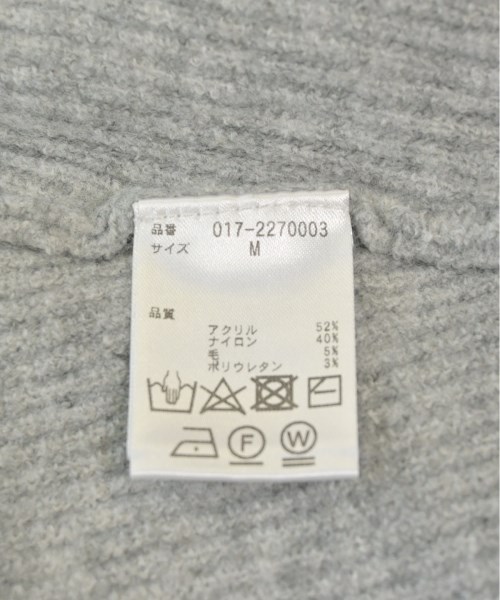 品番 017-2270003
サイズ M
品質
アクリル 52%
ナイロン 40%
毛 5%
ポリウレタン 3%
F W